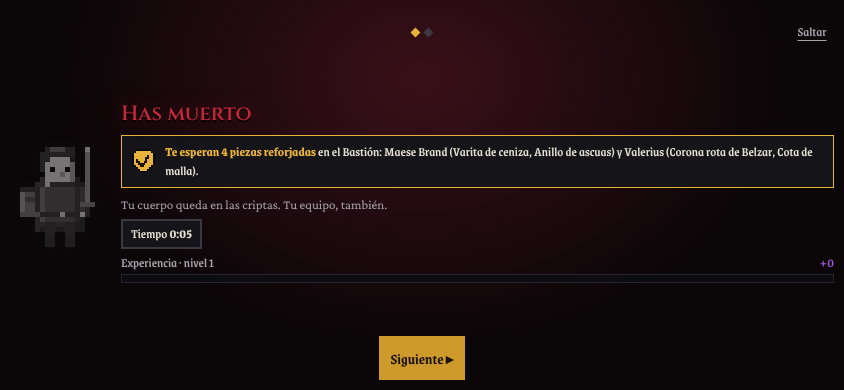 Saltar
Has muerto
Te esperan 4 piezas reforjadas en el Bastión: Maese Brand (Varita de ceniza, Anillo de ascuas) y Valerius (Corona rota de Belzar, Cota de
malla).
Tu cuerpo queda en las criptas. Tu equipo, también.
Tiempo 0:05
Experiencia · nivel 1 +0
Siguiente ▶